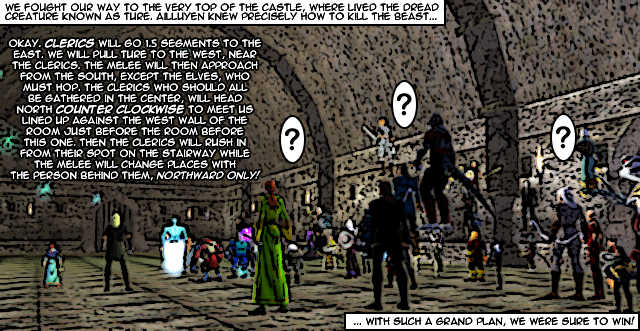 WE FOUGHT OUR WAY TO THE VERY TOP OF THE CASTLE, WHERE LIVED THE DREAD
CREATURE KNOWN AS TURE. AILLUYEN KNEW PRECISELY HOW TO KILL THE BEAST...
OKAY. CLERICS WILL GO 1.5 SEGMENTS TO THE
EAST. WE WILL PULL TURE TO THE WEST, NEAR
THE CLERICS. THE MELEE WILL THEN APPROACH
FROM THE SOUTH, EXCEPT THE ELVES, WHO
MUST HOP. THE CLERICS WHO SHOULD ALL
BE GATHERED IN THE CENTER, WILL HEAD
NORTH COUNTER CLOCKWISE TO MEET US
LINED UP AGAINST THE WEST WALL OF THE
ROOM JUST BEFORE THE ROOM BEFORE
THIS ONE. THEN THE CLERICS WILL RUSH IN
FROM THEIR SPOT ON THE STAIRWAY WHILE
THE MELEE WILL CHANGE PLACES WITH
THE PERSON BEHIND THEM, NORTHWARD ONLY!
?
?
?
... WITH SUCH A GRAND PLAN, WE WERE SURE TO WIN!